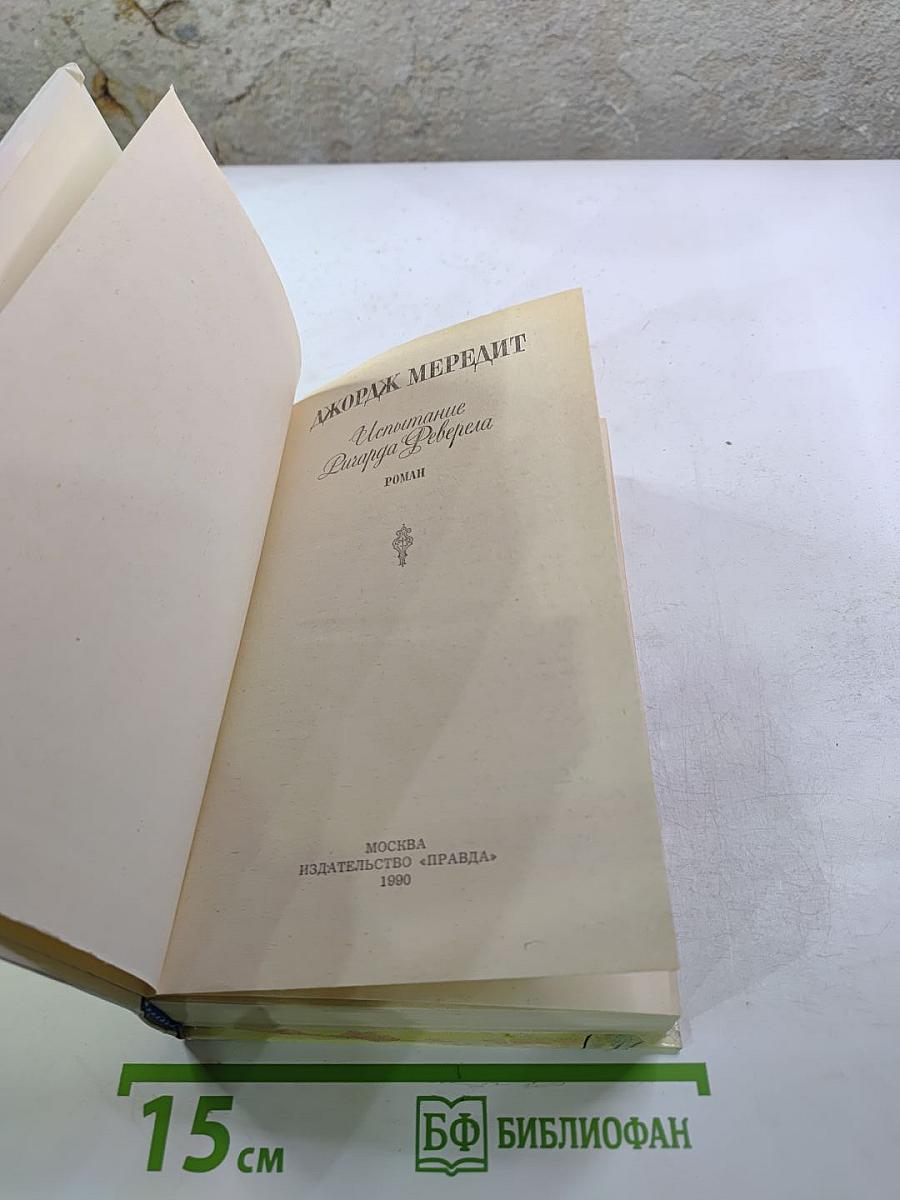 ДЖОРДЖ МЕРЕДИТ
Испытание
Ричарда Феверела
РОМАН
МОСКВА
ИЗДАТЕЛЬСТВО «ПРАВДА»
1990
15 см
БФ БИБЛИОФАН